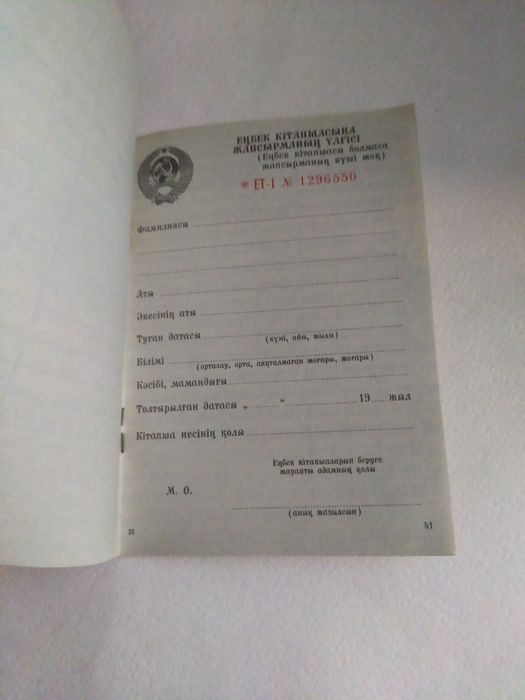 ЕҢБЕК КІТАПШАСЫНА
ЖАПСЫРМАНЫҢ ҮЛГІСІ
(Еңбек кітапшасы болмаса
жапсырманың күші жоқ)
* ЕТ-I № 1296550
Фамилиясы
Аты
Әкесінің аты
Туған датасы
(күні, айы, жылы)
Білімі
(орталау, орта, аяқталмаған жоғары, жоғары)
Кәсібі, мамандығы
Толтырылған датасы „ “ 19 жыл
Кітапша иесінің қолы
Еңбек кітапшаларын беруге
жауапты адамның қолы
М. О.
(анық жазылсын)
41